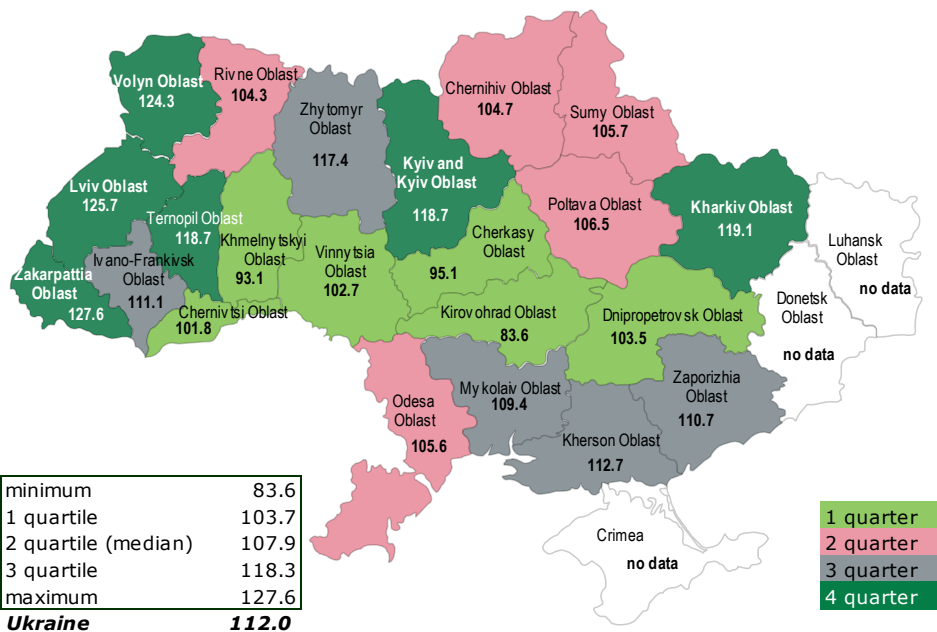 Volyn Oblast
124.3
Rivne Oblast
104.3
Zhytomyr
Oblast
117.4
Kyiv and
Kyiv Oblast
118.7
Chernihiv Oblast
104.7
Sumy Oblast
105.7
Lviv Oblast
125.7
Ternopil Oblast
118.7
Khmelnytskyi
Oblast
93.1
Vinnytsia
Oblast
102.7
Cherkasy
Oblast
95.1
Poltava Oblast
106.5
Kharkiv Oblast
119.1
Luhansk
Oblast
no data
Zakarpattia
Oblast
127.6
Ivano-Frankivsk
Oblast
111.1
Chernivtsi Oblast
101.8
Kirovohrad Oblast
83.6
Dnipropetrovsk Oblast
103.5
Donetsk
Oblast
no data
Odesa
Oblast
105.6
Mykolaiv Oblast
109.4
Kherson Oblast
112.7
Zaporizhia
Oblast
110.7
Crimea
no data
minimum 83.6
1 quartile 103.7
2 quartile (median) 107.9
3 quartile 118.3
maximum 127.6
Ukraine 112.0
1 quarter
2 quarter
3 quarter
4 quarter